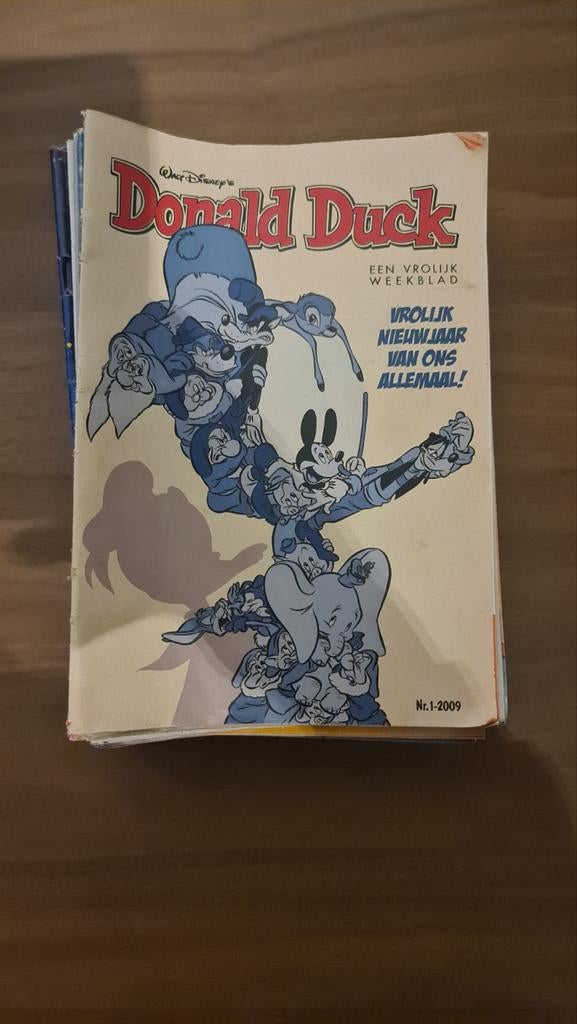 Walt Disney's
Donald Duck
EEN VROLIJK
WEEKBLAD
VROLIJK
NIEUWJAAR
VAN ONS
ALLEMAAL!
Nr.1-2009